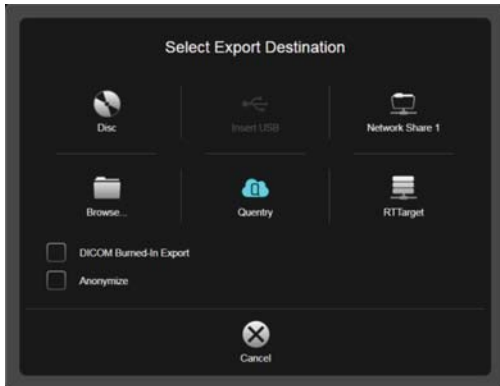 Select Export Destination
Disc
Insert USB
Network Share 1
Browse...
Quentry
RTTarget
DICOM Burned-In Export
Anonymize
Cancel